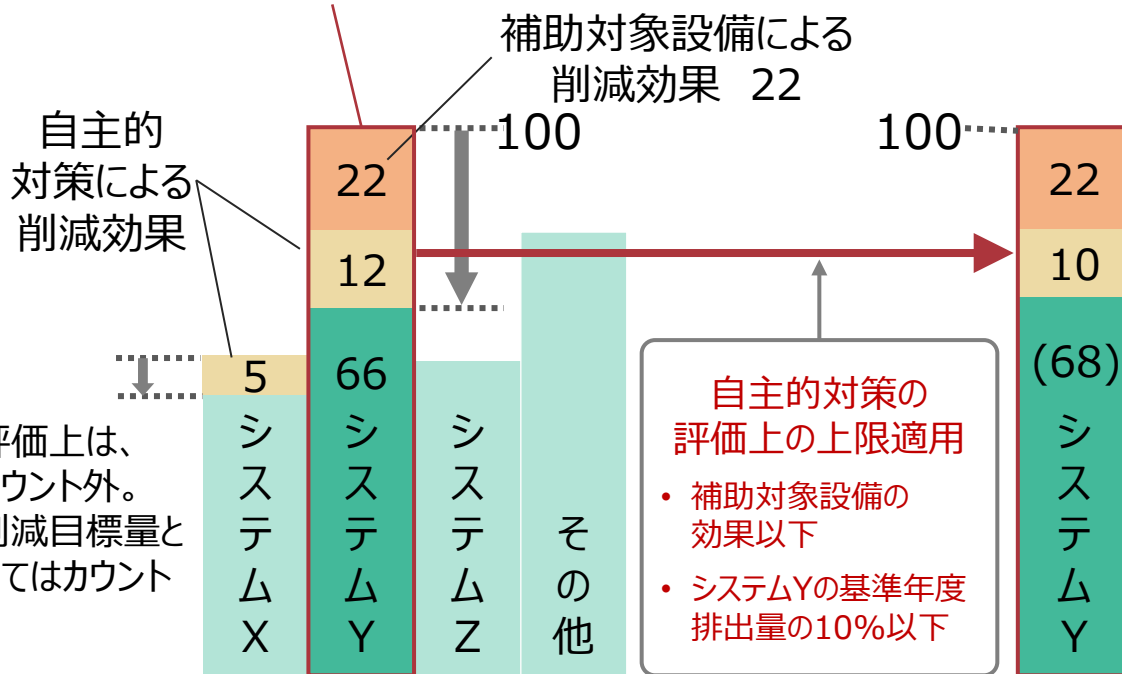 補助対象設備による
削減効果 22
自主的
対策による
削減効果
100
100
22
12
66
システムY
5
システムX
システムZ
その他
22
10
(68)
システムY
評価上は、
ウント外。
削減目標量と
てはカウント
自主的対策の
評価上の上限適用
• 補助対象設備の
効果以下
• システムYの基準年度
排出量の10%以下